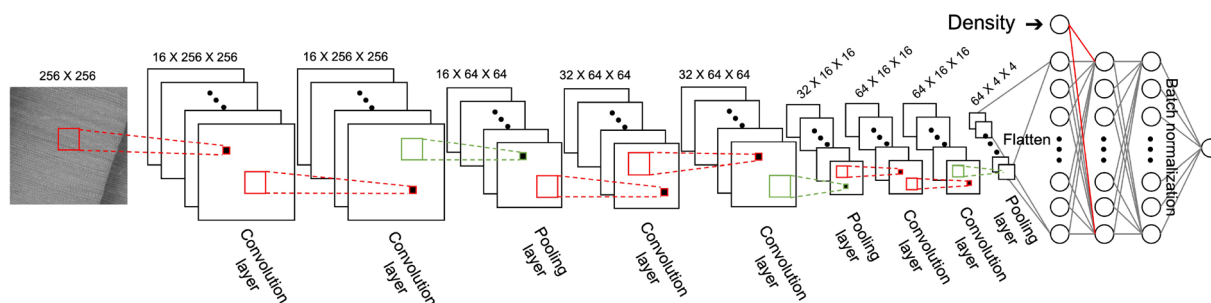 Density →
256 X 256
16 X 256 X 256
16 X 256 X 256
16 X 64 X 64
32 X 64 X 64
32 X 64 X 64
32 X 16 X 16
64 X 16 X 16
64 X 16 X 16
64 X 4 X 4
Flatten
Batch normalization
Convolution
layer
Convolution
layer
Pooling
layer
Convolution
layer
Convolution
layer
Pooling
layer
Convolution
layer
Convolution
layer
Pooling
layer